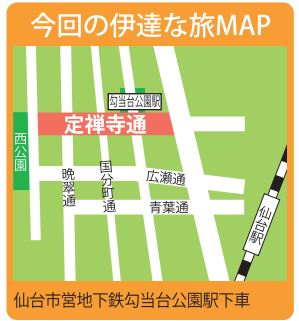 今回の伊達な旅MAP
勾当台公園駅
定禅寺通
西公園
晩翠通
国分町通
広瀬通
青葉通
仙台駅
仙台市営地下鉄勾当台公園駅下車